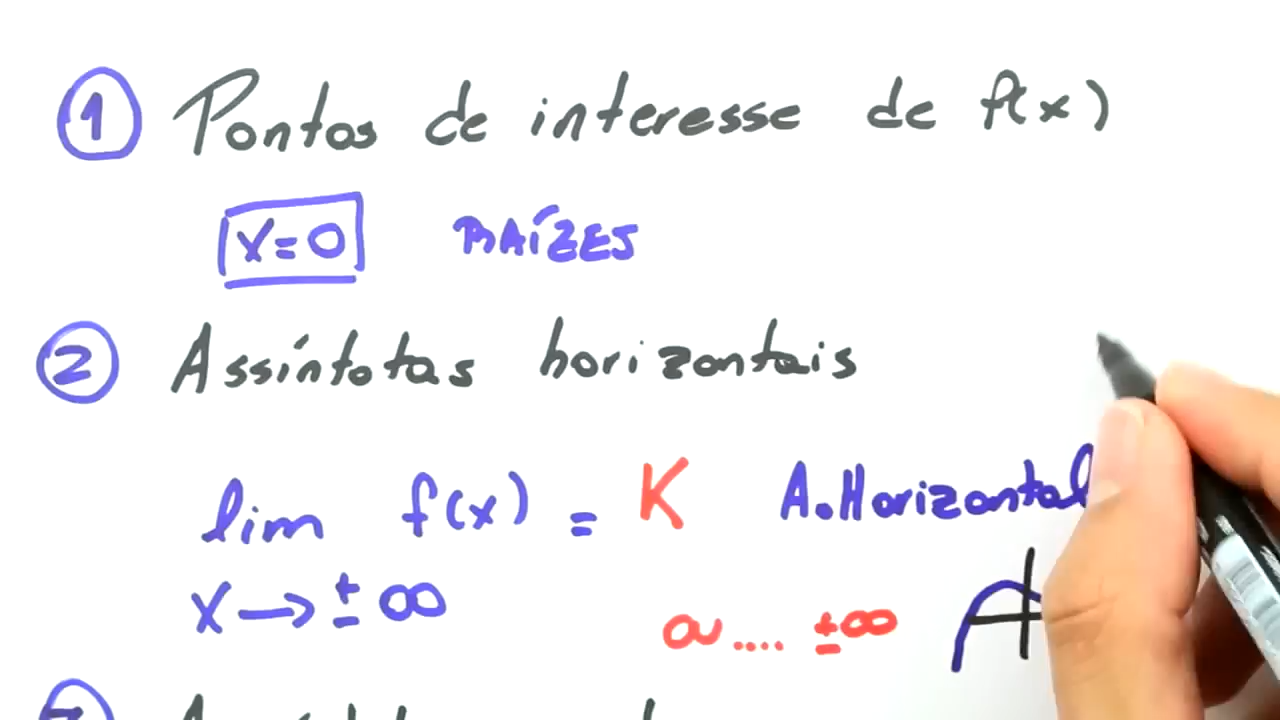 1 Pontos de interesse de f(x)
x=0 RAÍZES
2 Assíntotas horizontais
lim f(x) = K A.Horizontal
x→±∞
ou.... ±∞